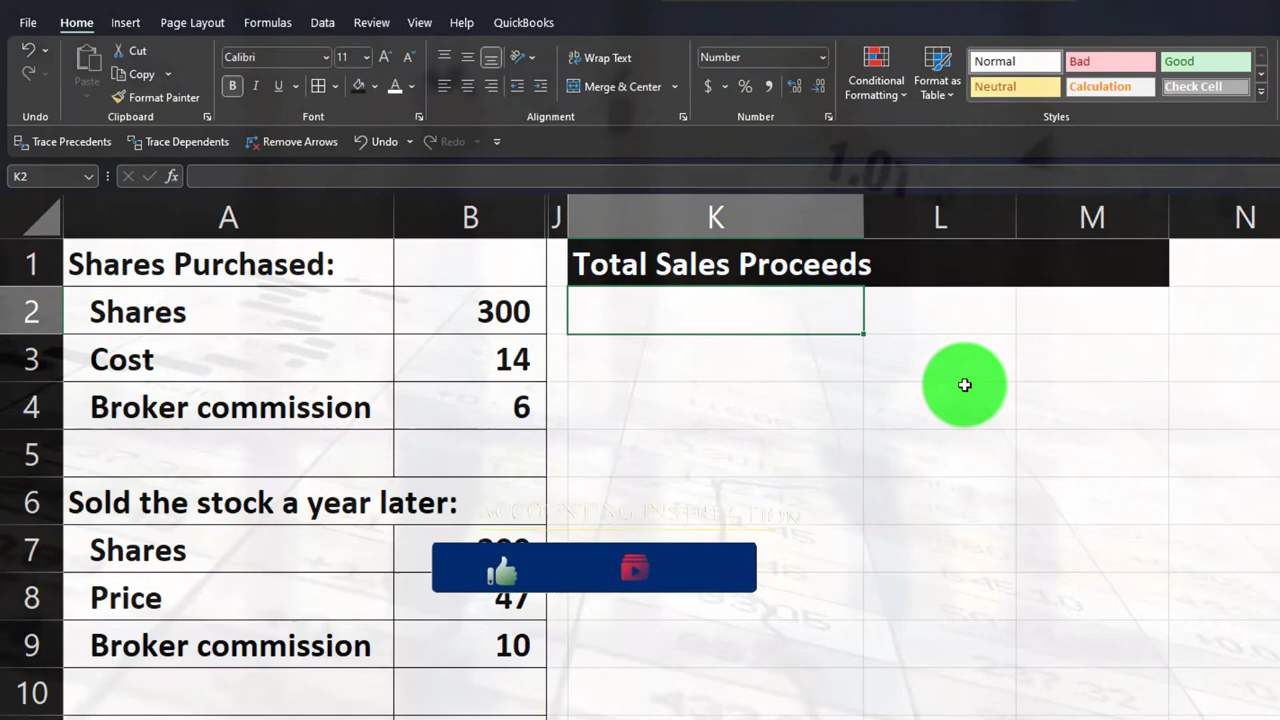 File Home Insert Page Layout Formulas Data Review View Help QuickBooks
Cut
Copy
Format Painter
Paste
Calibri 11
B I U
Wrap Text
Merge & Center
Number
$ % ,
Conditional Formatting
Format as Table
Normal Bad Good
Neutral Calculation Check Cell
Undo Clipboard Font Alignment Number Styles
Trace Precedents Trace Dependents Remove Arrows Undo Redo
K2 fx
A B J K L M N
1 Shares Purchased: Total Sales Proceeds
2 Shares 300
3 Cost 14
4 Broker commission 6
5
6 Sold the stock a year later:
7 Shares
8 Price 47
9 Broker commission 10
10